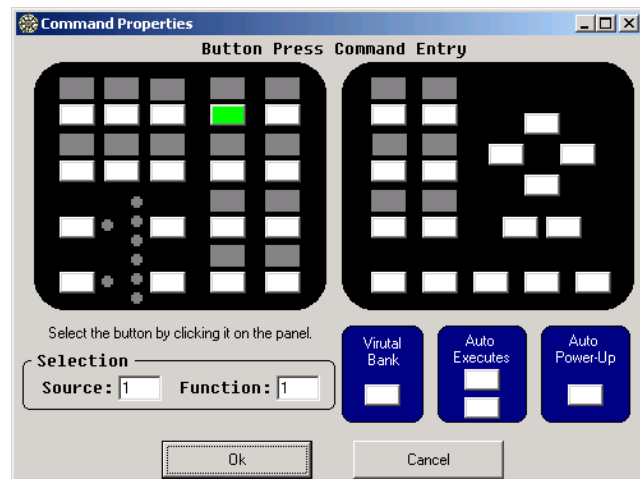 Command Properties
Button Press Command Entry
Select the button by clicking it on the panel.
Selection
Source: 1 Function: 1
Virutal
Bank
Auto
Executes
Auto
Power-Up
Ok
Cancel